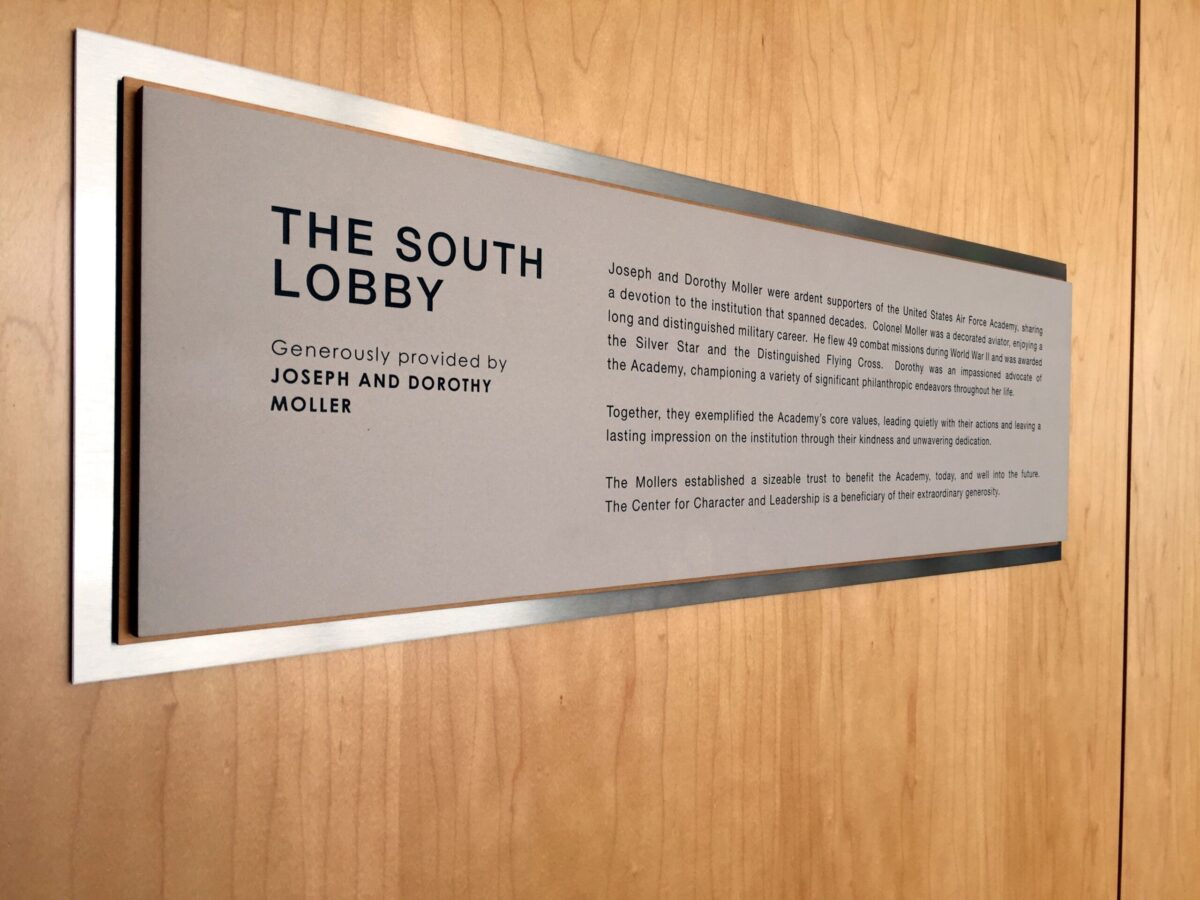 THE SOUTH
LOBBY
Generously provided by
JOSEPH AND DOROTHY
MOLLER
Joseph and Dorothy Moller were ardent supporters of the United States Air Force Academy, sharing
a devotion to the institution that spanned decades. Colonel Moller was a decorated aviator, enjoying a
long and distinguished military career. He flew 49 combat missions during World War II and was awarded
the Silver Star and the Distinguished Flying Cross. Dorothy was an impassioned advocate of
the Academy, championing a variety of significant philanthropic endeavors throughout her life.
Together, they exemplified the Academy's core values, leading quietly with their actions and leaving a
lasting impression on the institution through their kindness and unwavering dedication.
The Mollers established a sizeable trust to benefit the Academy, today, and well into the future.
The Center for Character and Leadership is a beneficiary of their extraordinary generosity.